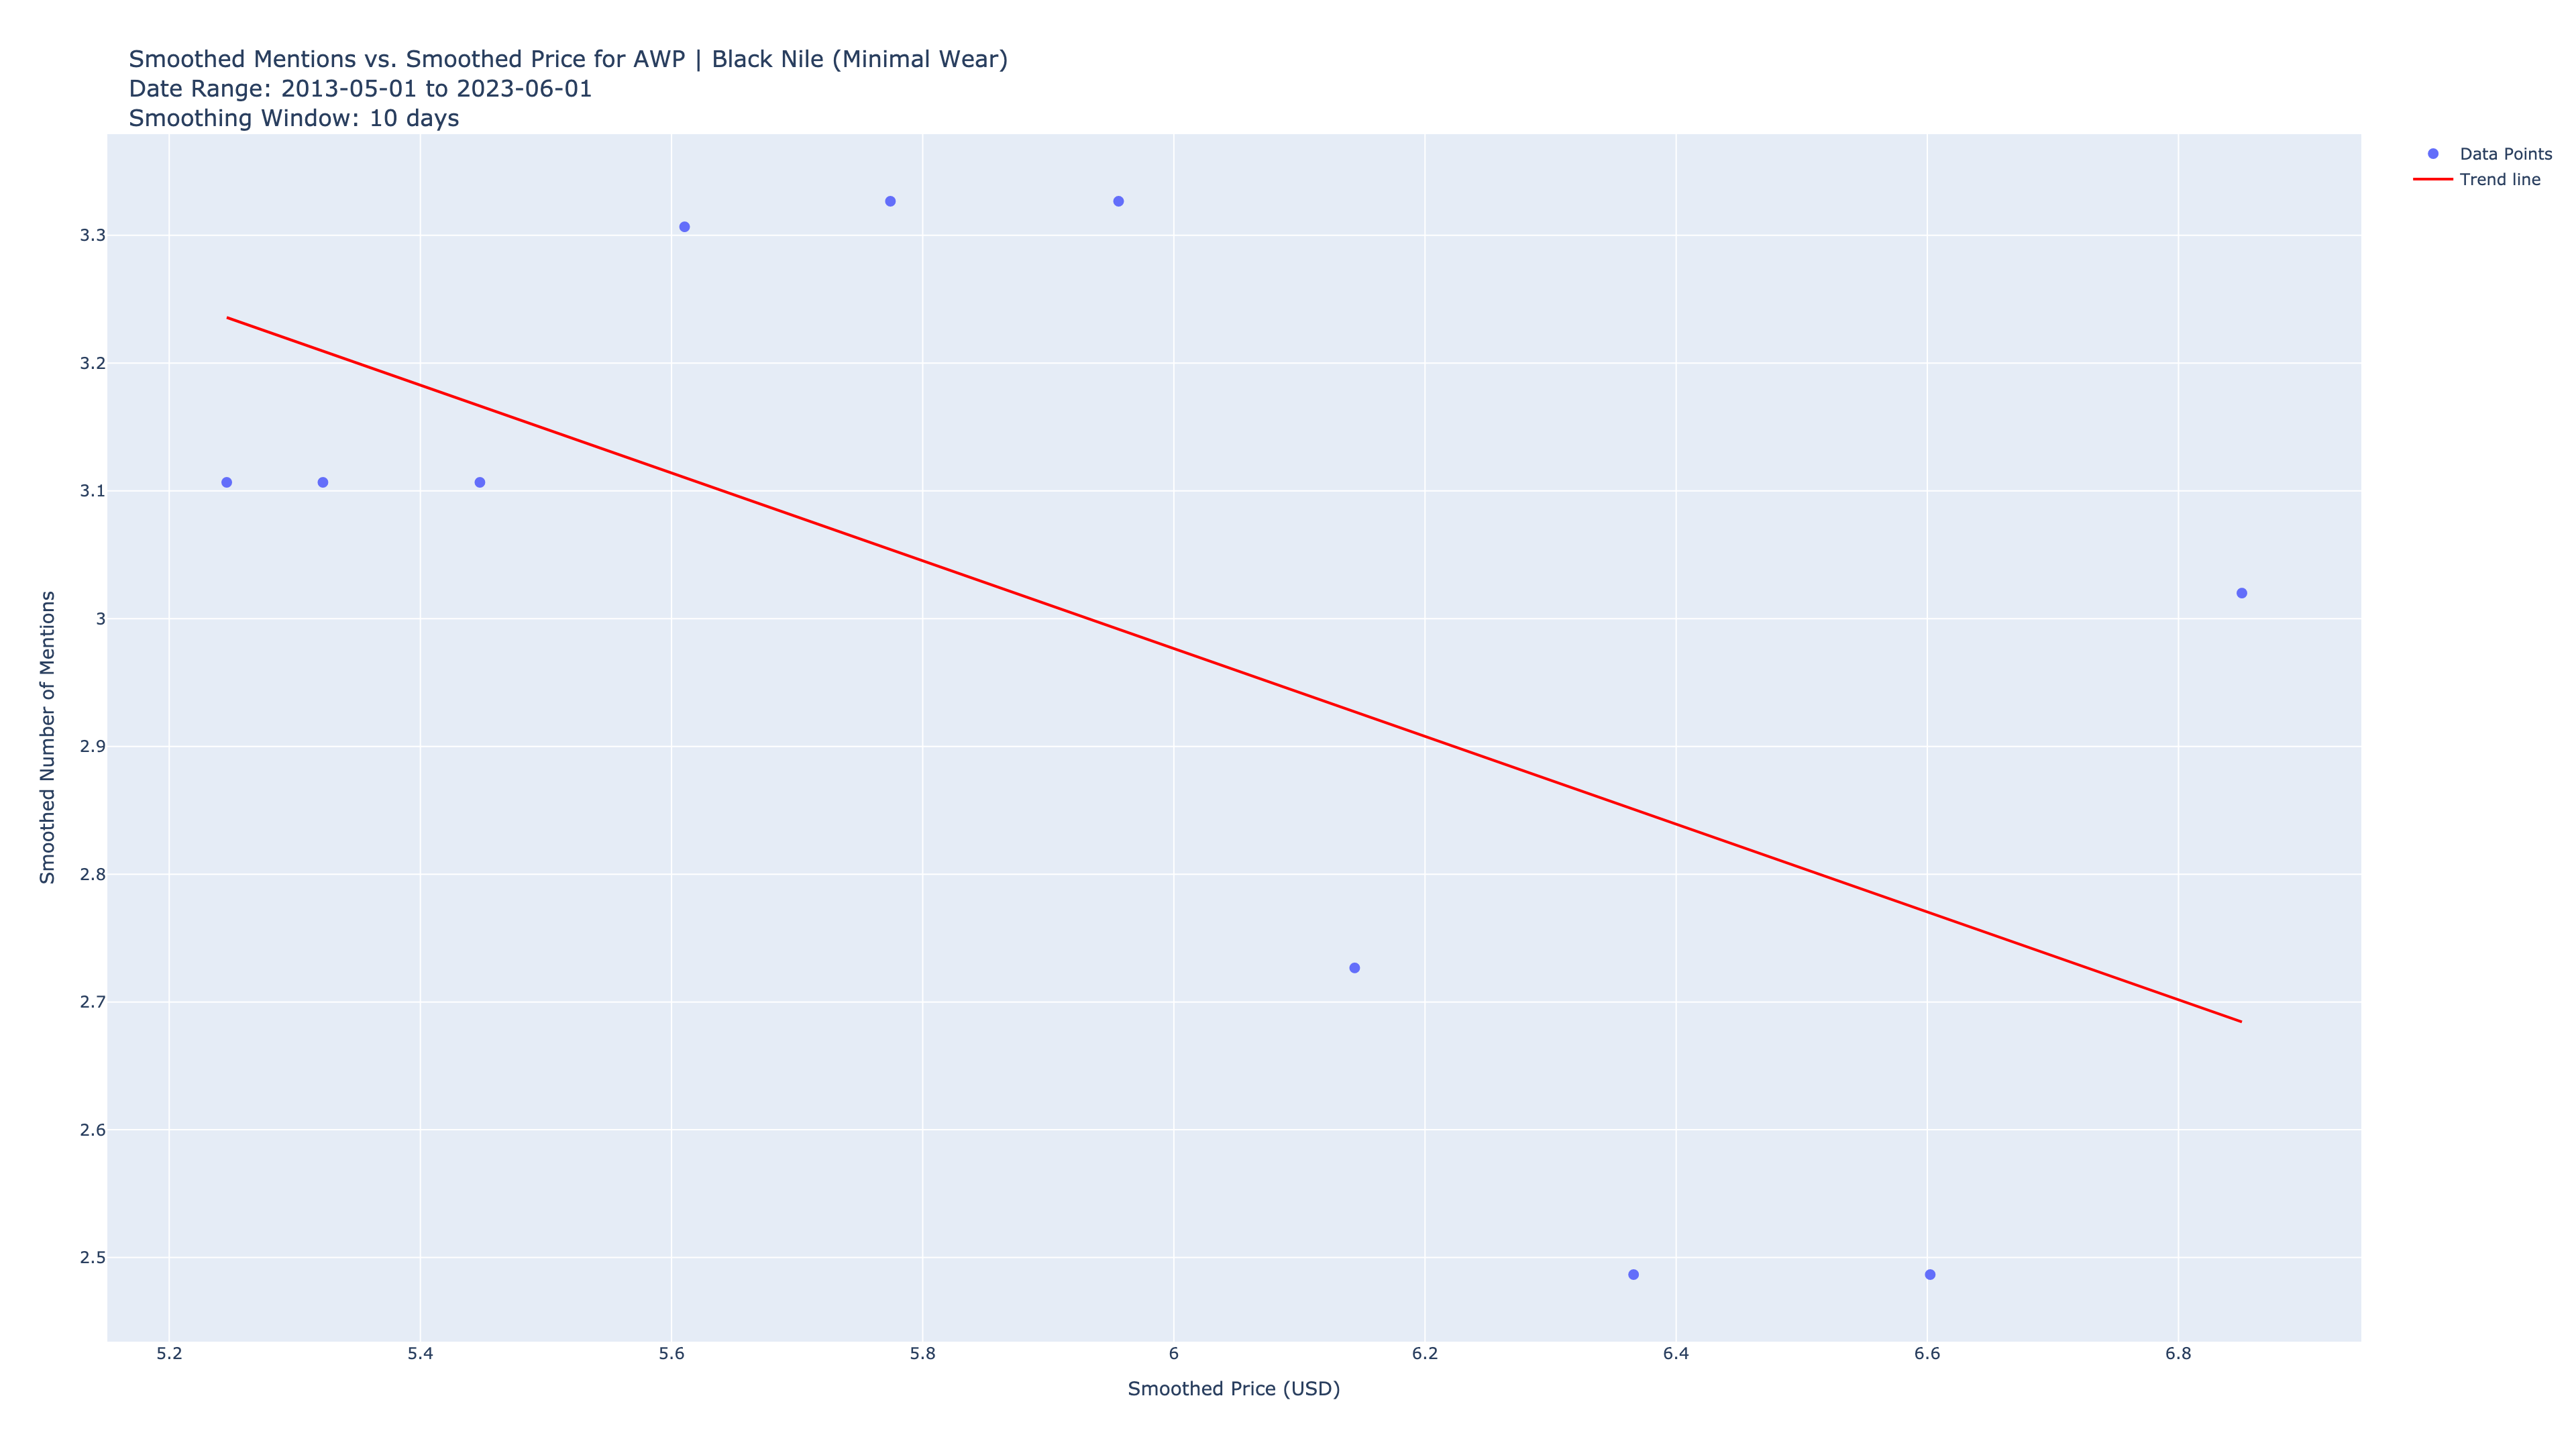 Smoothed Mentions vs. Smoothed Price for AWP | Black Nile (Minimal Wear)
Date Range: 2013-05-01 to 2023-06-01
Smoothing Window: 10 days
Data Points
Trend line
Smoothed Number of Mentions
3.3
3.2
3.1
3
2.9
2.8
2.7
2.6
2.5
5.2
5.4
5.6
5.8
6
6.2
6.4
6.6
6.8
Smoothed Price (USD)